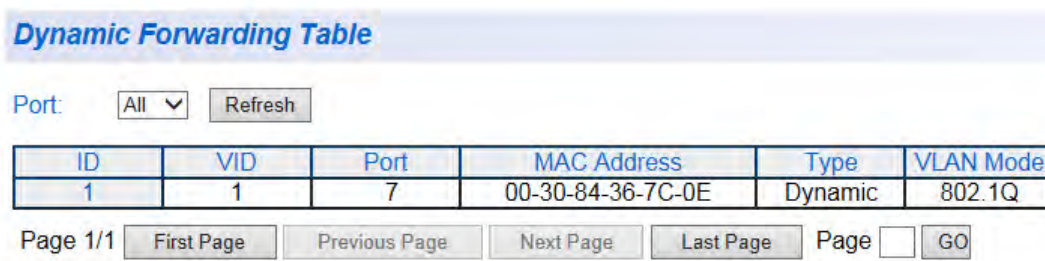 Dynamic Forwarding Table
Port: All Refresh
ID VID Port MAC Address Type VLAN Mode
1 1 7 00-30-84-36-7C-0E Dynamic 802.1Q
Page 1/1 First Page Previous Page Next Page Last Page Page GO